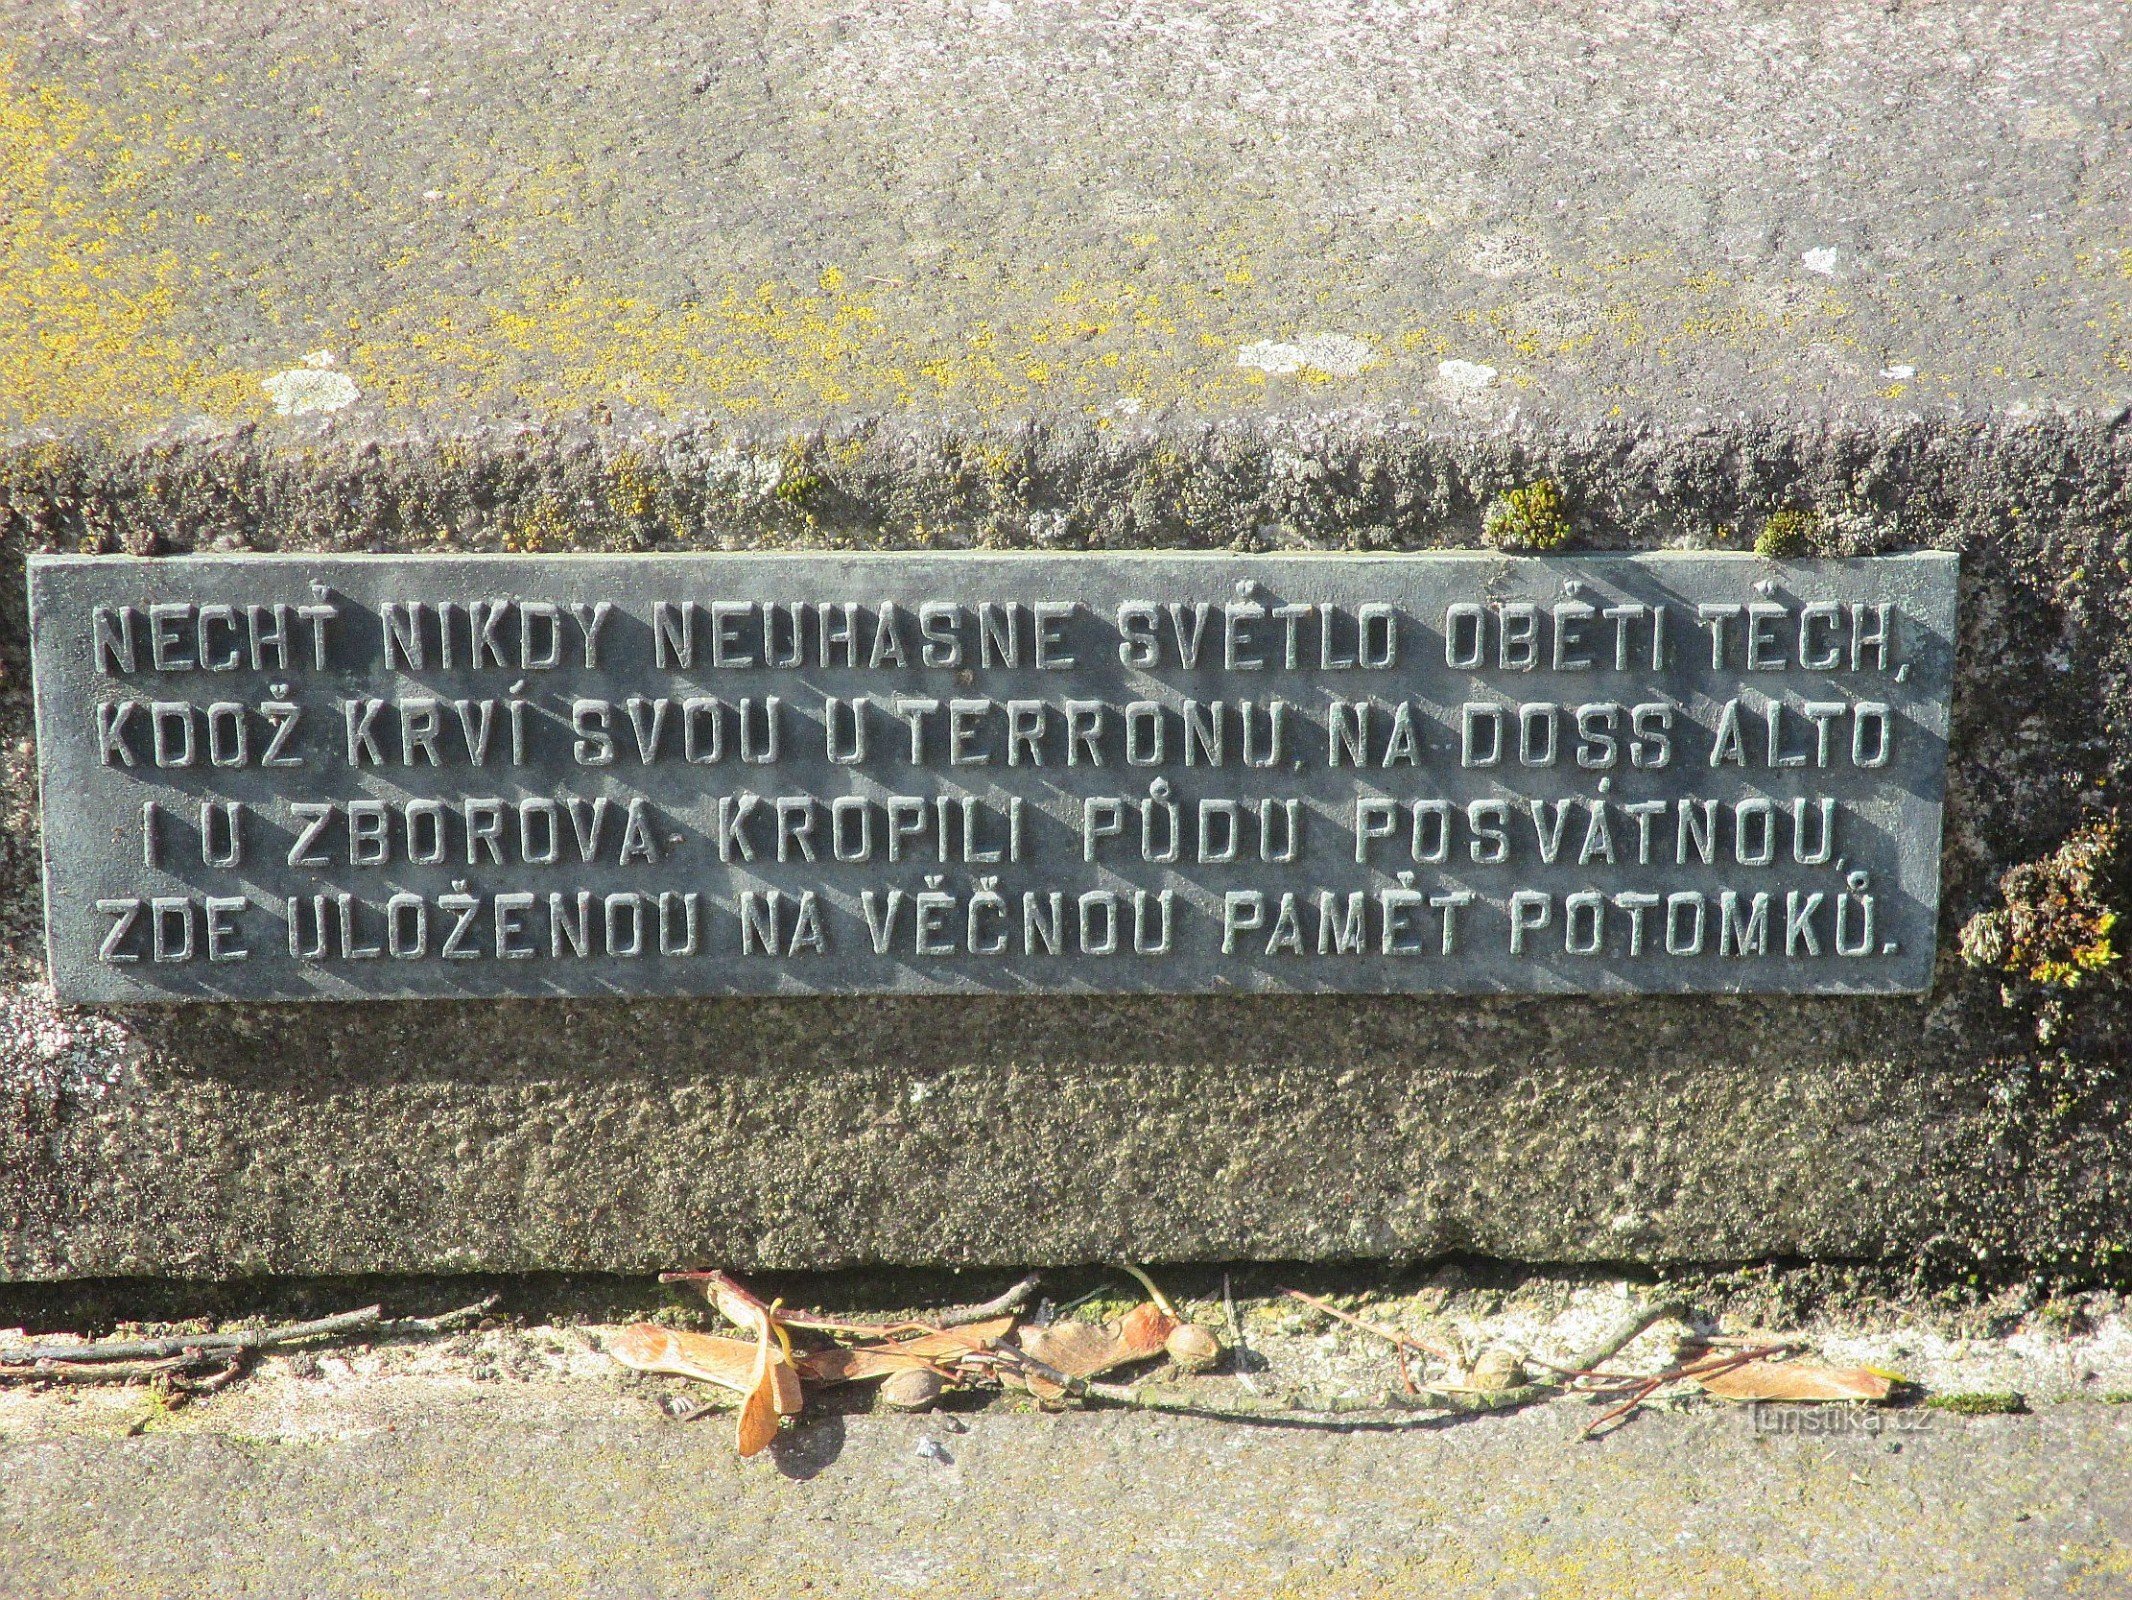 NECHŤ NIKDY NEUHASNE SVĚTLO OBĚTI TĚCH,
KDOŽ KRVÍ SVOU U TERRONU, NA DOSS ALTO
I U ZBOROVA KROPILI PŮDU POSVÁTNOU,
ZDE ULOŽENOU NA VĚČNOU PAMĚT POTOMKŮ.
turistika.cz